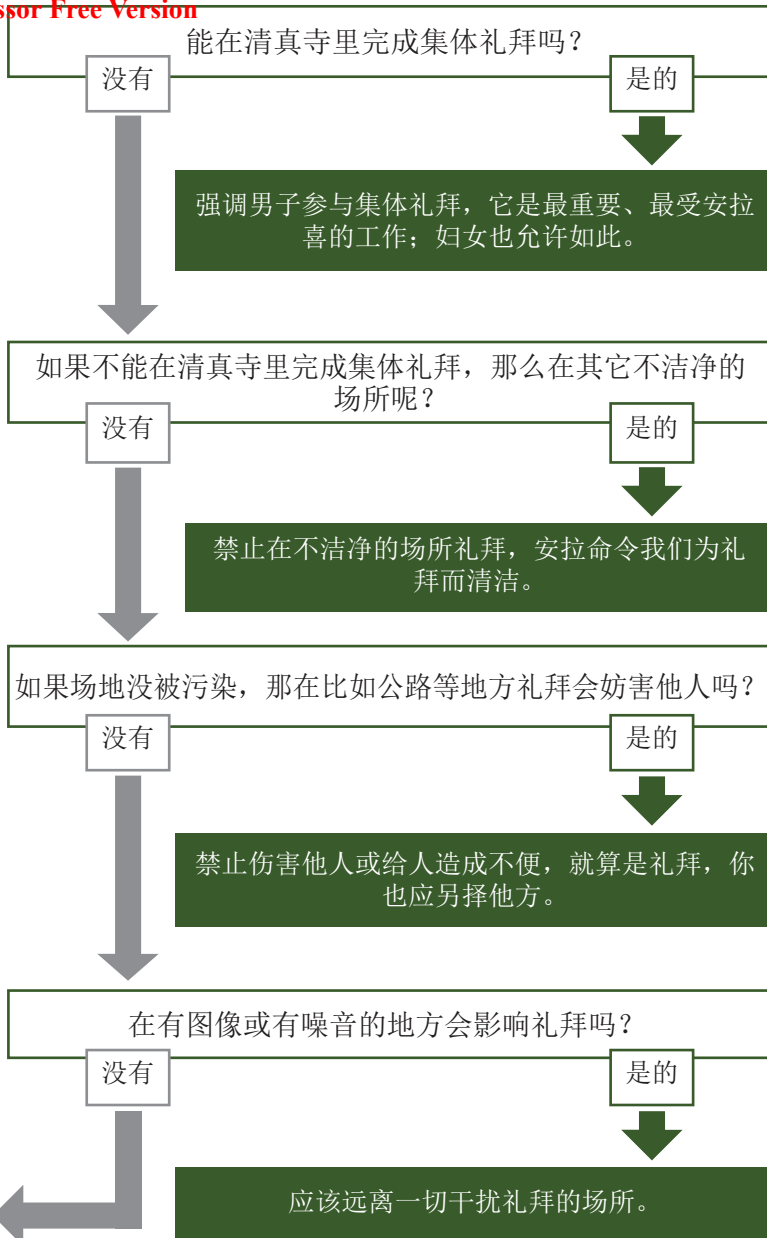 ssor Free Version
能在清真寺里完成集体礼拜吗？
没有
是的
强调男子参与集体礼拜，它是最重要、最受安拉
喜的工作；妇女也允许如此。
如果不能在清真寺里完成集体礼拜，那么在其它不洁净的
场所呢？
没有
是的
禁止在不洁净的场所礼拜，安拉命令我们为礼
拜而清洁。
如果场地没被污染，那在比如公路等地方礼拜会妨害他人吗？
没有
是的
禁止伤害他人或给人造成不便，就算是礼拜，你
也应另择他方。
在有图像或有噪音的地方会影响礼拜吗？
没有
是的
应该远离一切干扰礼拜的场所。